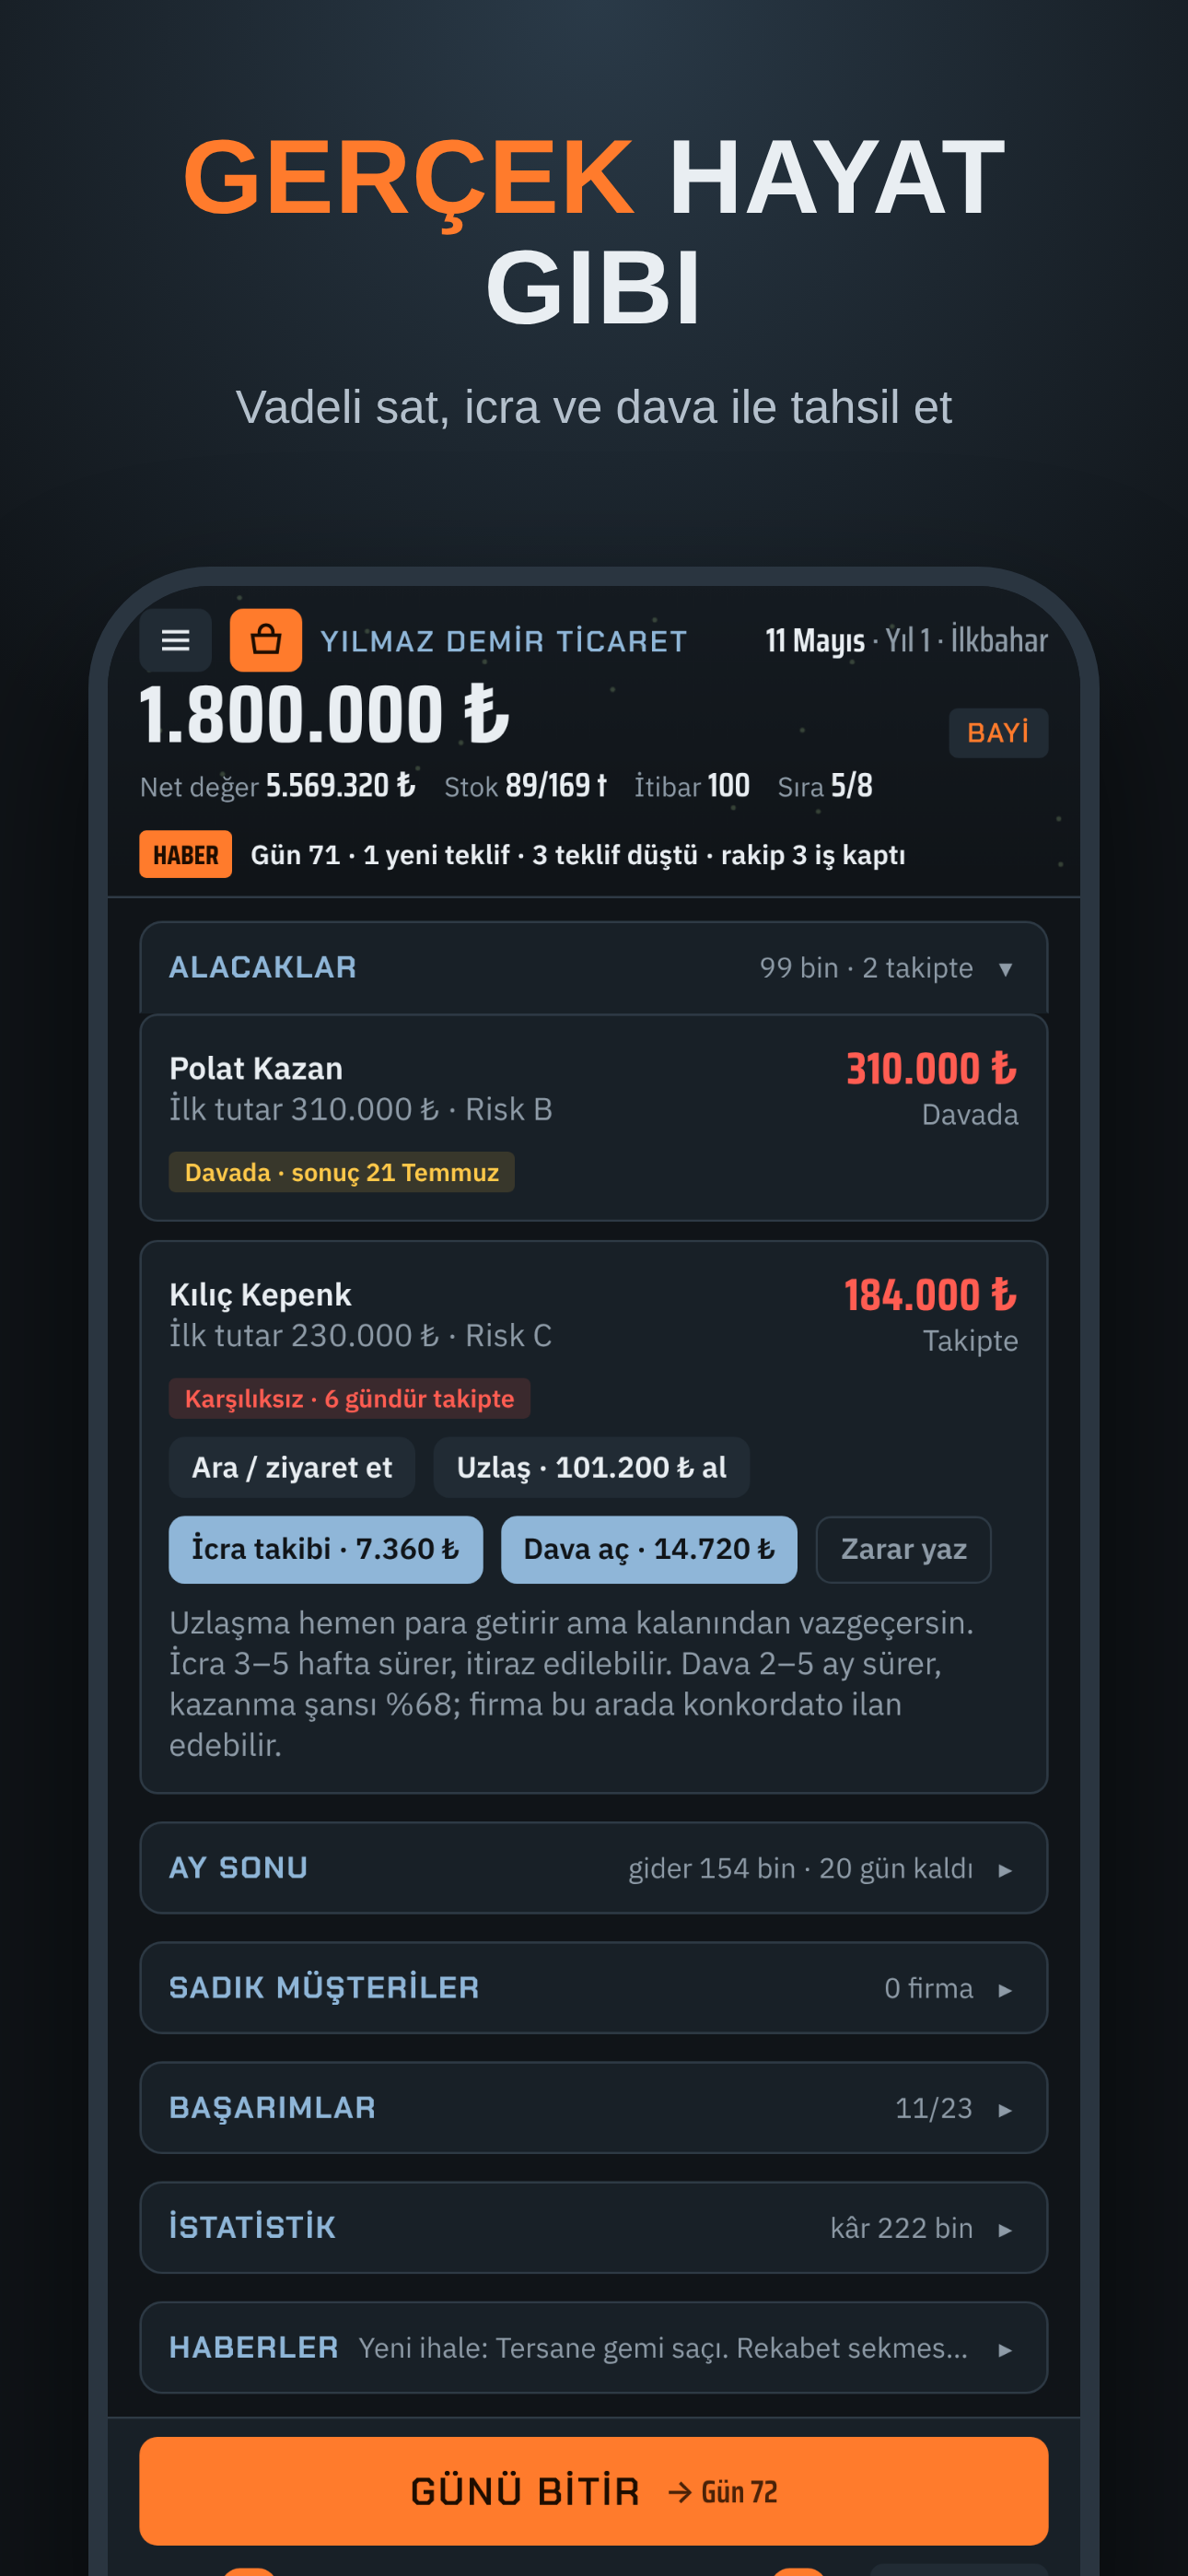 GERÇEK HAYAT
GIBI
Vadeli sat, icra ve dava ile tahsil et
YILMAZ DEMİR TİCARET
11 Mayıs · Yıl 1 · İlkbahar
1.800.000 ₺
BAYİ
Net değer 5.569.320 ₺ Stok 89/169 t İtibar 100 Sıra 5/8
HABER Gün 71 · 1 yeni teklif · 3 teklif düştü · rakip 3 iş kaptı
ALACAKLAR 99 bin · 2 takipte ▾
Polat Kazan 310.000 ₺
İlk tutar 310.000 ₺ · Risk B Davada
Davada · sonuç 21 Temmuz
Kılıç Kepenk 184.000 ₺
İlk tutar 230.000 ₺ · Risk C Takipte
Karşılıksız · 6 gündür takipte
Ara / ziyaret et Uzlaş · 101.200 ₺ al
İcra takibi · 7.360 ₺ Dava aç · 14.720 ₺ Zarar yaz
Uzlaşma hemen para getirir ama kalanından vazgeçersin.
İcra 3–5 hafta sürer, itiraz edilebilir. Dava 2–5 ay sürer,
kazanma şansı %68; firma bu arada konkordato ilan
edebilir.
AY SONU gider 154 bin · 20 gün kaldı ▸
SADIK MÜŞTERİLER 0 firma ▸
BAŞARIMLAR 11/23 ▸
İSTATİSTİK kâr 222 bin ▸
HABERLER Yeni ihale: Tersane gemi saçı. Rekabet sekmes... ▸
GÜNÜ BİTİR → Gün 72